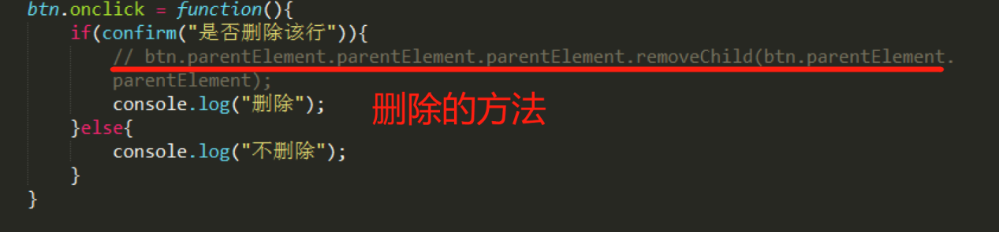 btn.onclick = function(){
if(confirm("是否删除该行")){
// btn.parentElement.parentElement.parentElement.removeChild(btn.parentElement.
parentElement);
console.log("删除");
删除的方法
}else{
console.log("不删除");
}
}